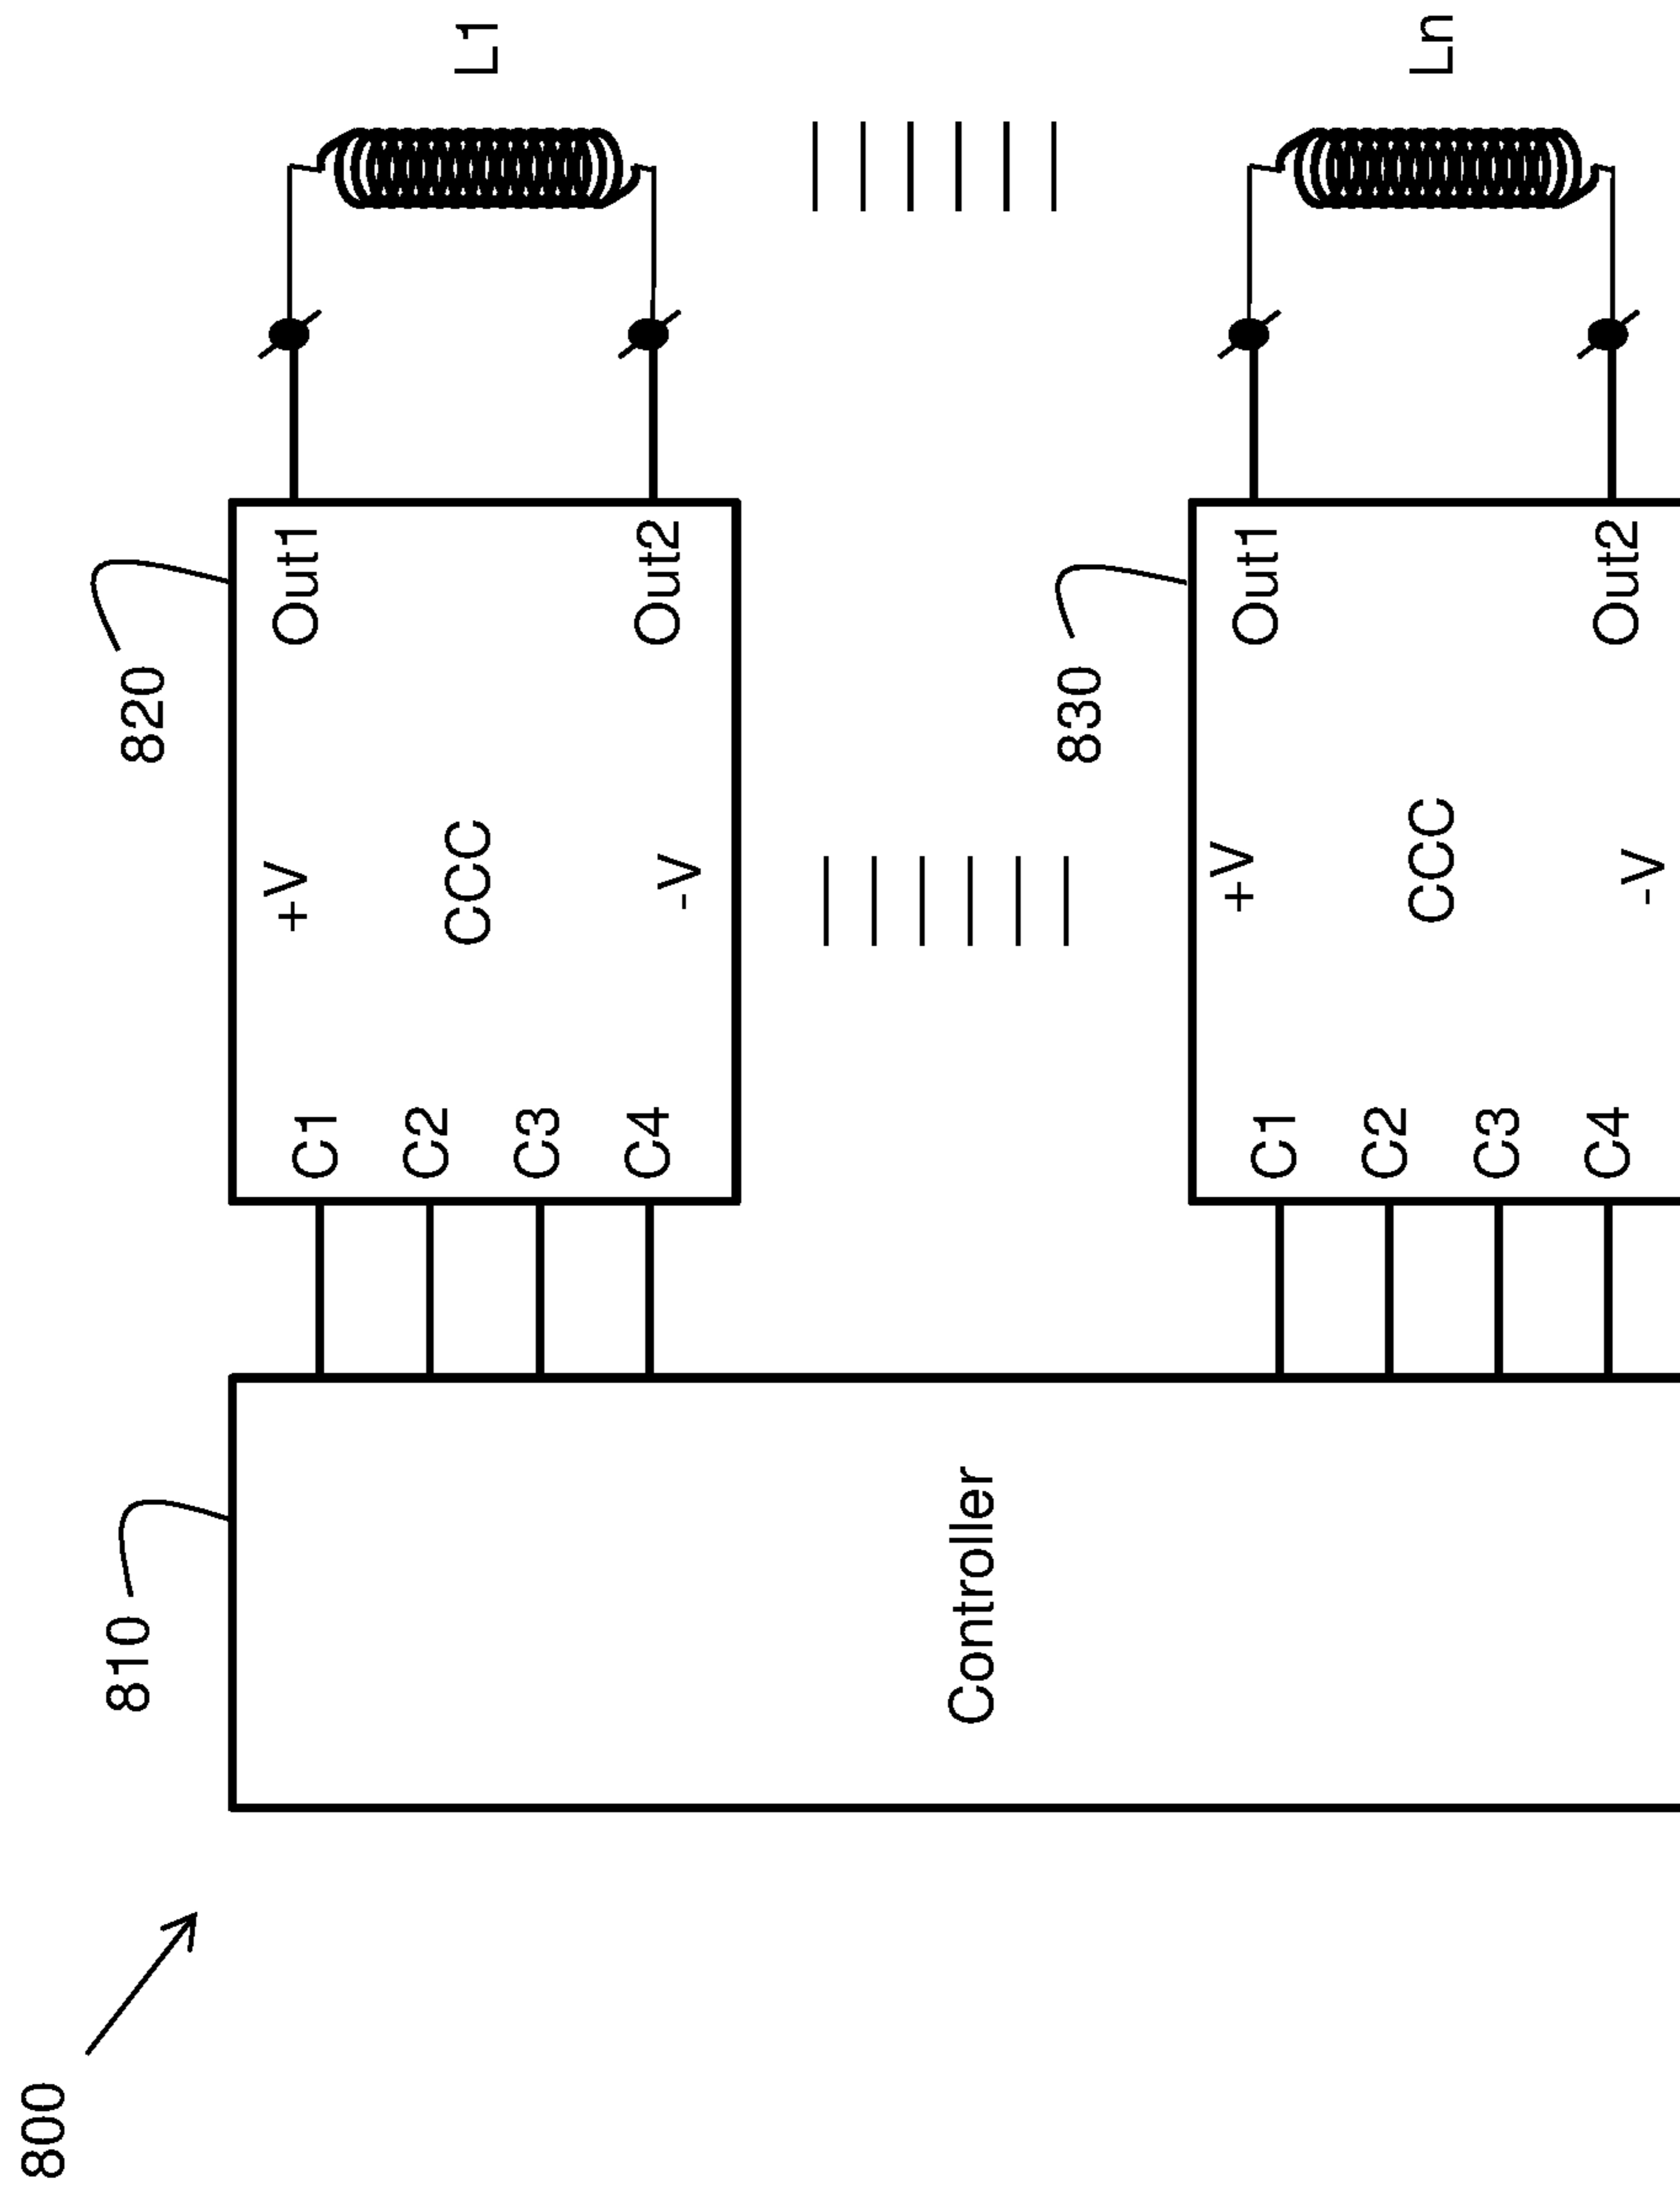 800
810
Controller
820
C1
C2
C3
C4
+V
CCC
-V
Out1
Out2
L1
830
C1
C2
C3
C4
+V
CCC
-V
Out1
Out2
Ln